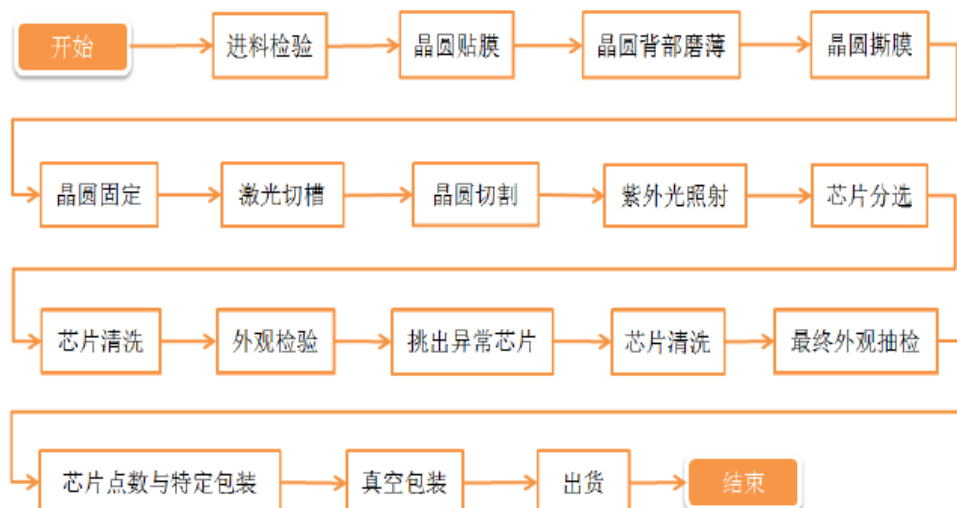 开始
进料检验
晶圆贴膜
晶圆背部磨薄
晶圆撕膜
晶圆固定
激光切槽
晶圆切割
紫外光照射
芯片分选
芯片清洗
外观检验
挑出异常芯片
芯片清洗
最终外观抽检
芯片点数与特定包装
真空包装
出货
结束